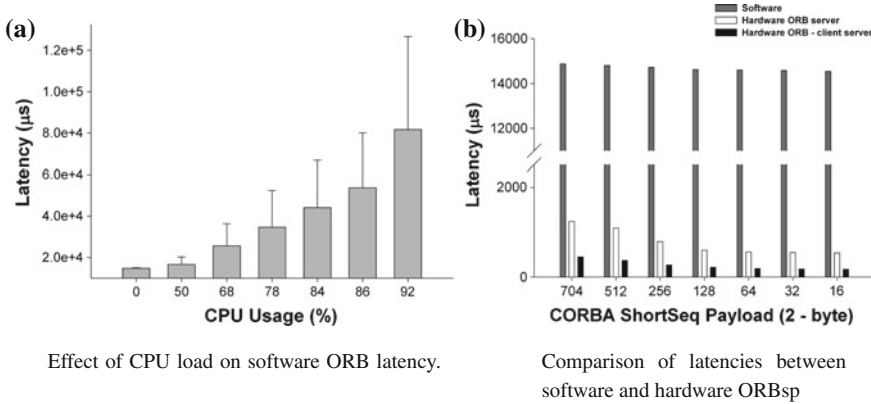 (a)
Latency (µs)
1.2e+5
1.0e+5
8.0e+4
6.0e+4
4.0e+4
2.0e+4
0 50 68 78 84 86 92
CPU Usage (%)
Effect of CPU load on software ORB latency.
(b)
Software
Hardware ORB server
Hardware ORB - client server
Latency (µs)
16000
14000
12000
2000
0
704 512 256 128 64 32 16
CORBA ShortSeq Payload (2 - byte)
Comparison of latencies between
software and hardware ORBsp